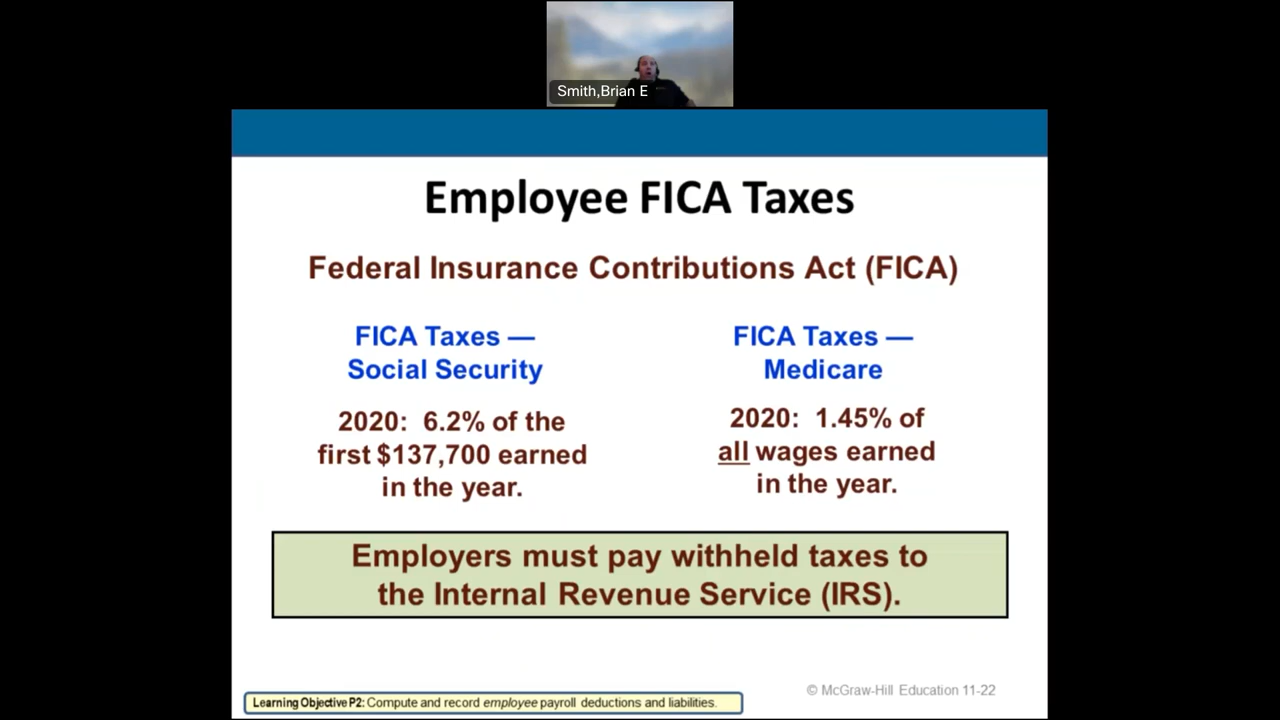 Smith,Brian E
Employee FICA Taxes
Federal Insurance Contributions Act (FICA)
FICA Taxes —
Social Security
2020: 6.2% of the
first $137,700 earned
in the year.
FICA Taxes —
Medicare
2020: 1.45% of
all wages earned
in the year.
Employers must pay withheld taxes to
the Internal Revenue Service (IRS).
Learning Objective P2: Compute and record employee payroll deductions and liabilities.
© McGraw-Hill Education 11-22